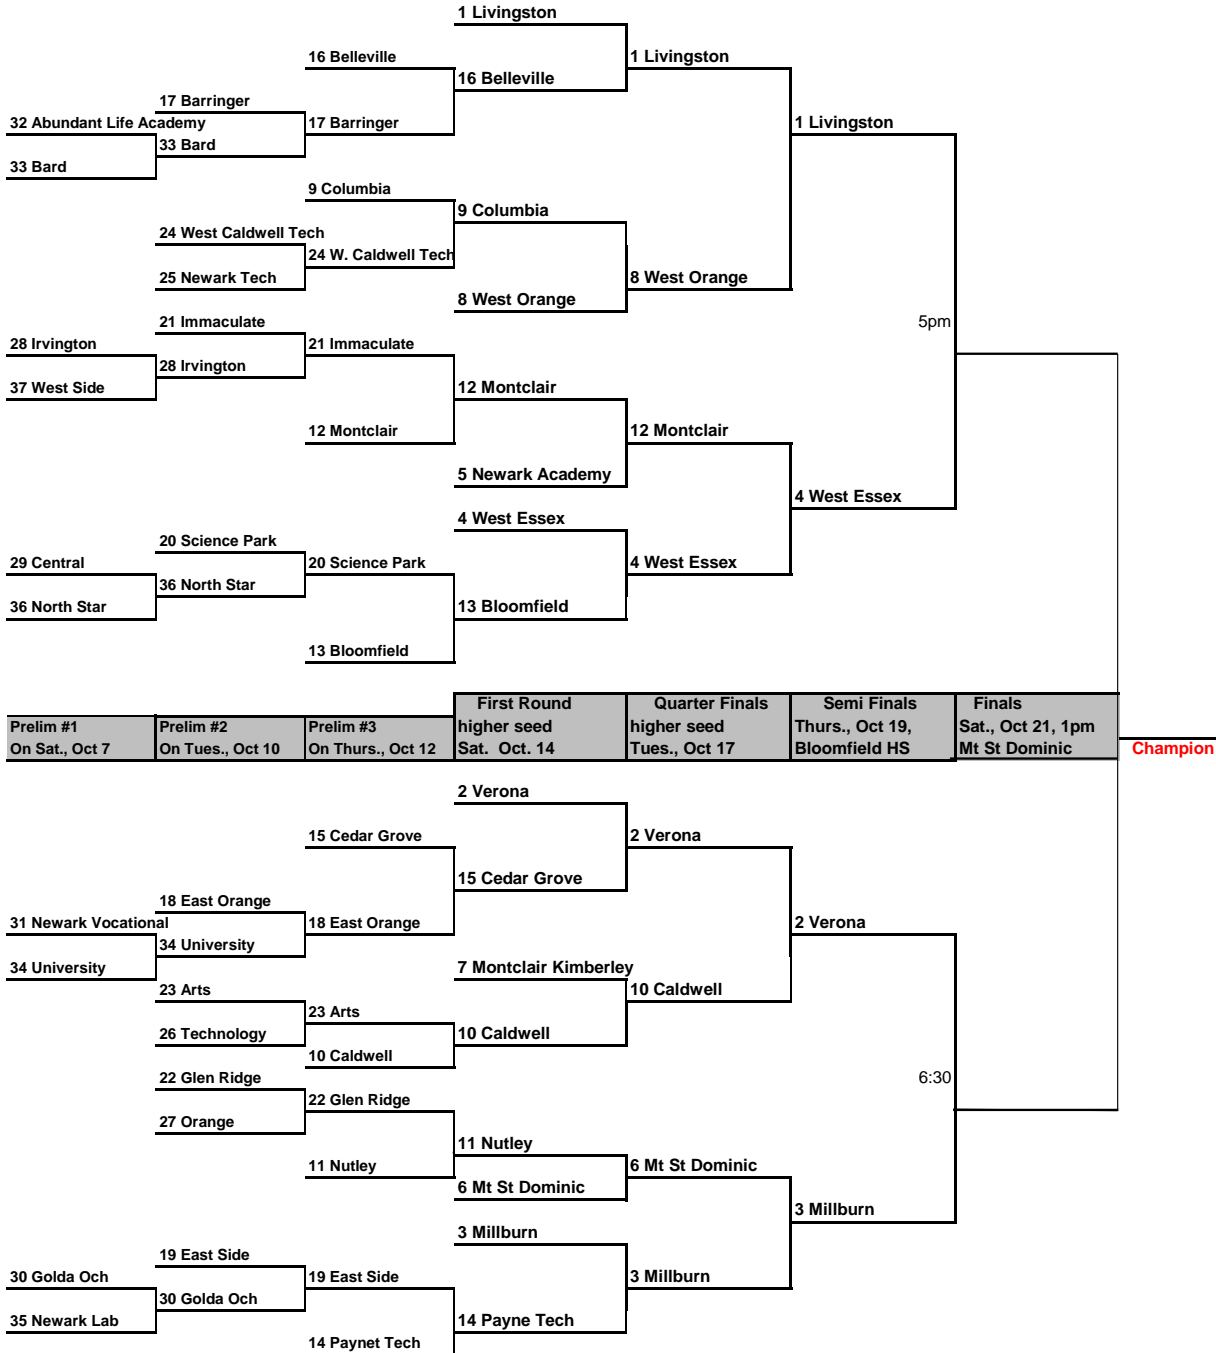 1 Livingston
16 Belleville
1 Livingston
16 Belleville
17 Barringer
32 Abundant Life Academy
17 Barringer
1 Livingston
33 Bard
33 Bard
9 Columbia
9 Columbia
24 West Caldwell Tech
24 W. Caldwell Tech
25 Newark Tech
8 West Orange
8 West Orange
21 Immaculate
5pm
28 Irvington
21 Immaculate
28 Irvington
37 West Side
12 Montclair
12 Montclair
12 Montclair
5 Newark Academy
4 West Essex
4 West Essex
20 Science Park
29 Central
20 Science Park
4 West Essex
36 North Star
36 North Star
13 Bloomfield
13 Bloomfield
First Round
Quarter Finals
Semi Finals
Finals
Prelim #1
Prelim #2
Prelim #3
higher seed
higher seed
Thurs., Oct 19,
Sat., Oct 21, 1pm
On Sat., Oct 7
On Tues., Oct 10
On Thurs., Oct 12
Sat. Oct. 14
Tues., Oct 17
Bloomfield HS
Mt St Dominic
Champion
2 Verona
15 Cedar Grove
2 Verona
15 Cedar Grove
18 East Orange
31 Newark Vocational
18 East Orange
2 Verona
34 University
34 University
7 Montclair Kimberley
23 Arts
10 Caldwell
23 Arts
26 Technology
10 Caldwell
10 Caldwell
22 Glen Ridge
6:30
22 Glen Ridge
27 Orange
11 Nutley
11 Nutley
6 Mt St Dominic
6 Mt St Dominic
3 Millburn
3 Millburn
19 East Side
30 Golda Och
19 East Side
3 Millburn
30 Golda Och
35 Newark Lab
14 Payne Tech
14 Paynet Tech